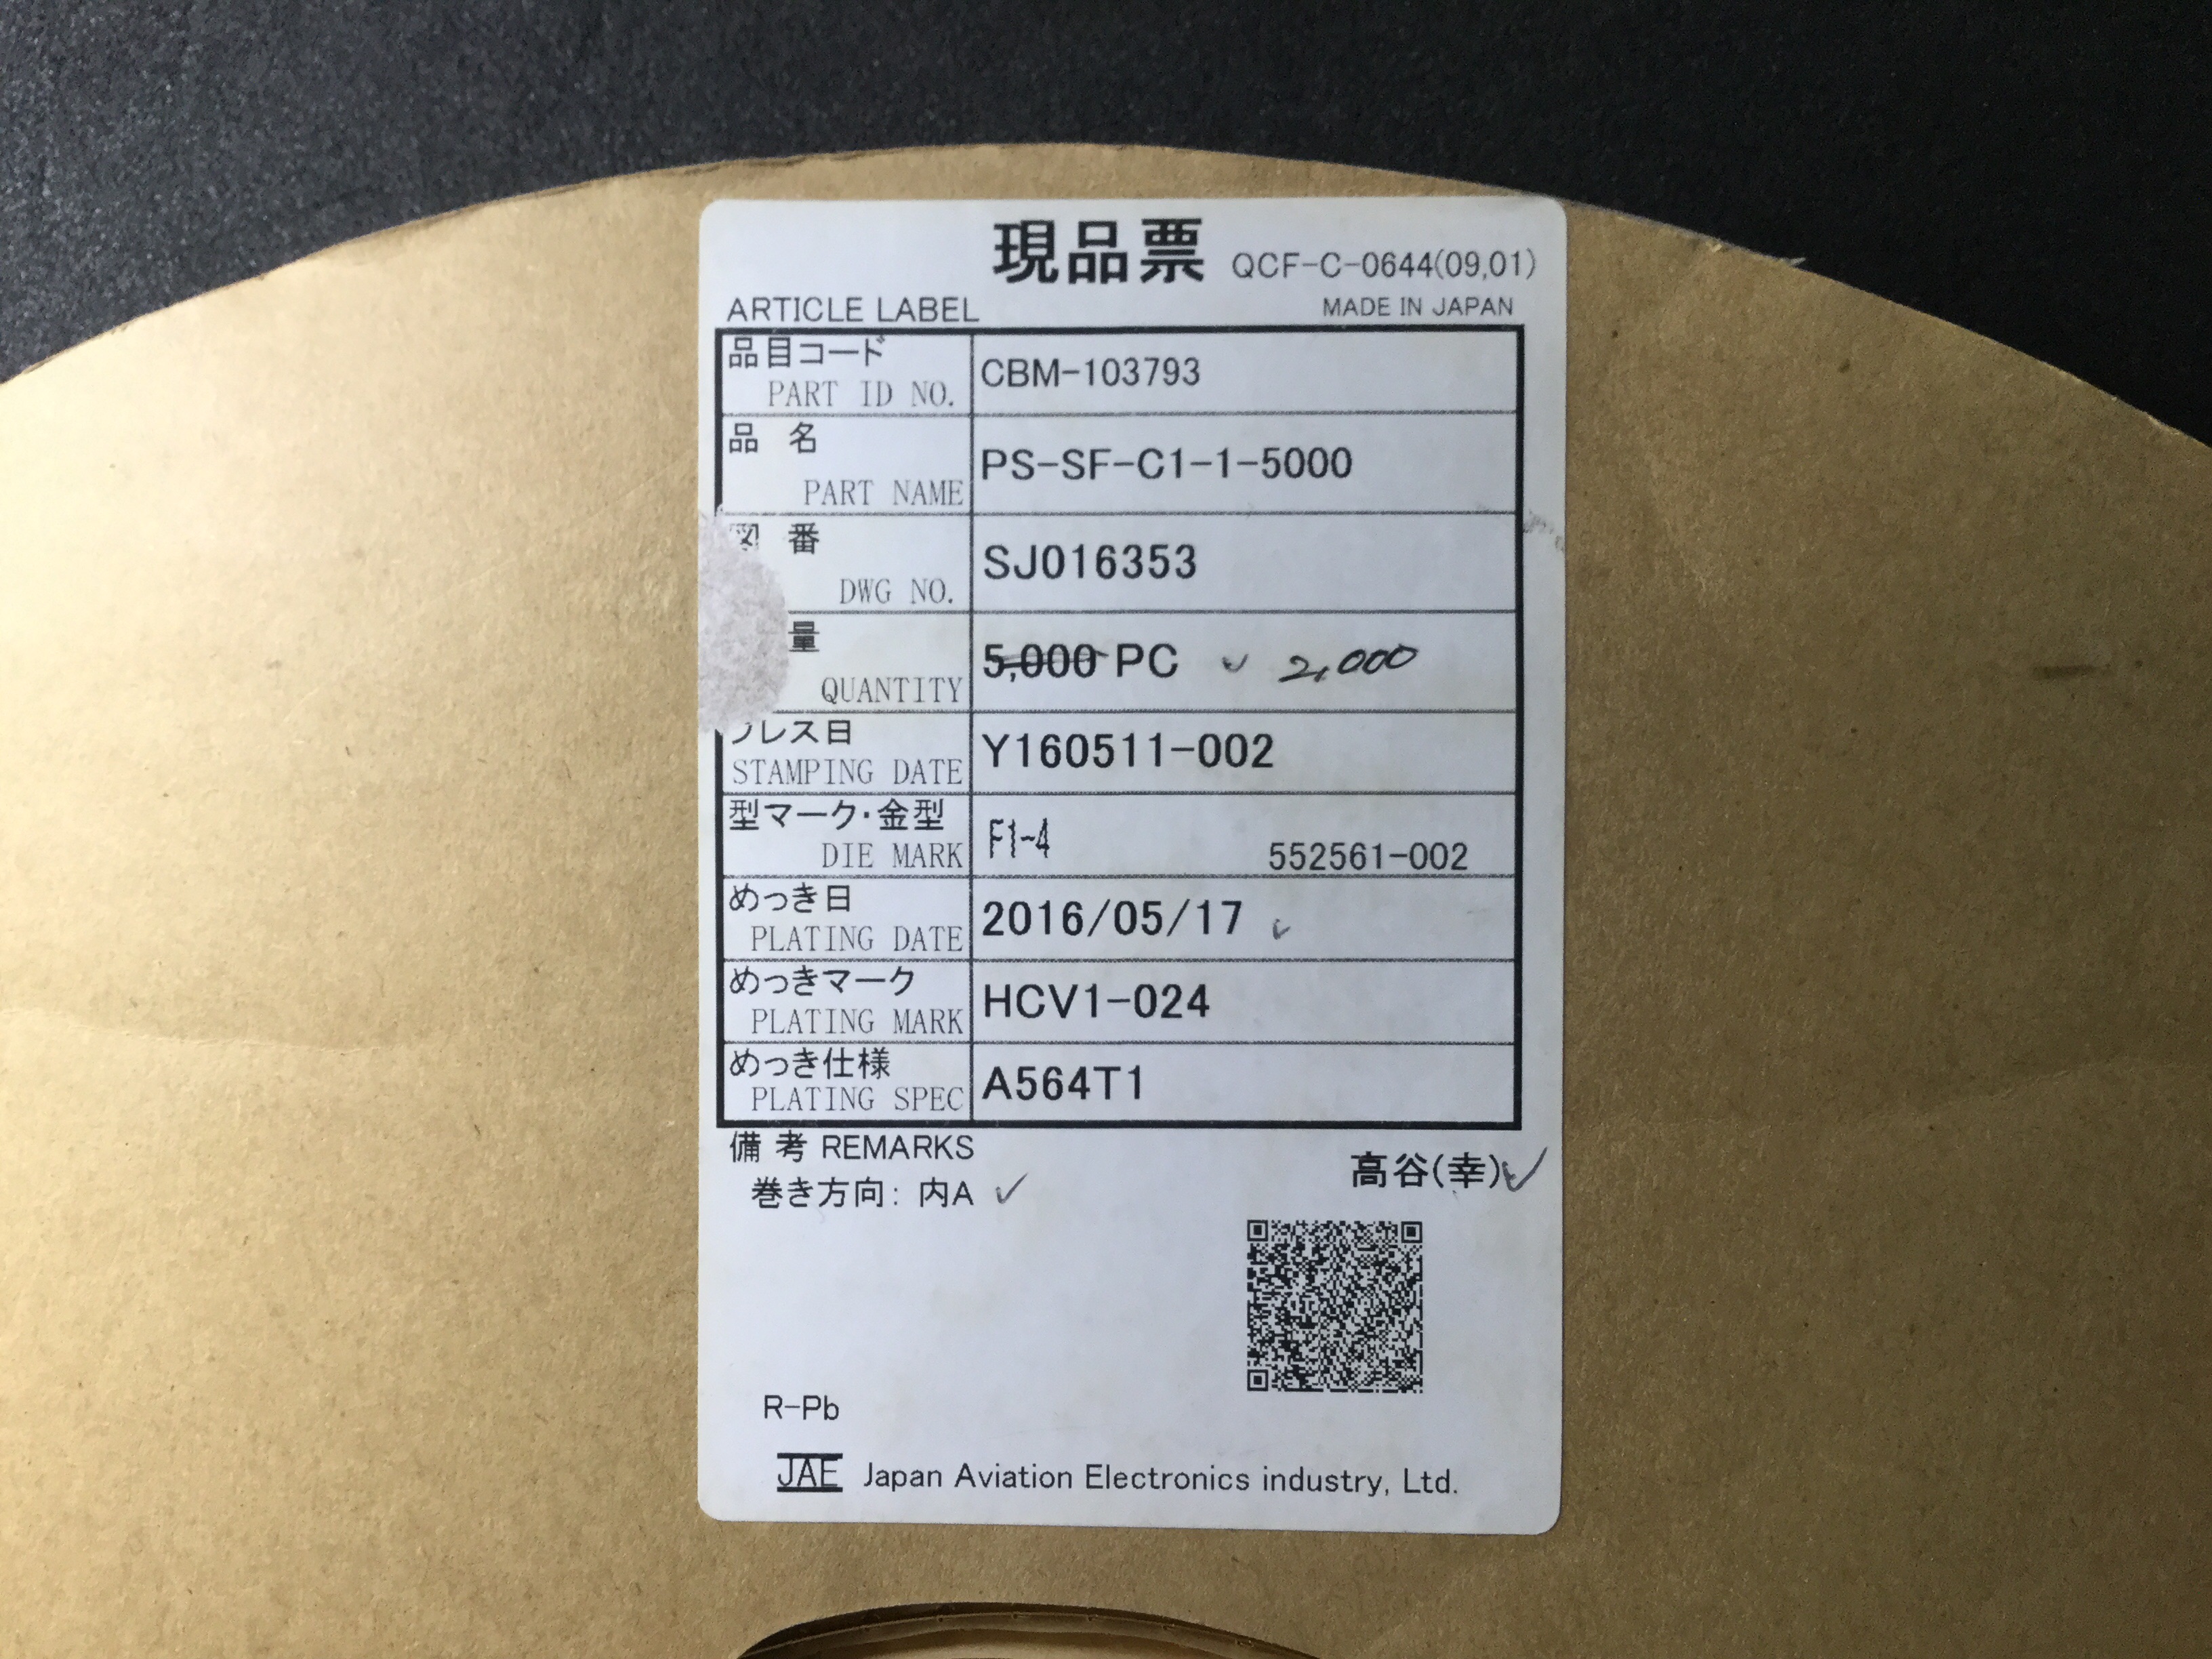 現品票 QCF-C-0644(09,01)
ARTICLE LABEL MADE IN JAPAN
品目コード
PART ID NO. CBM-103793
品 名
PART NAME PS-SF-C1-1-5000
図 番
DWG NO. SJ016353
量
QUANTITY 5,000 PC 2,000
プレス日
STAMPING DATE Y160511-002
型マーク・金型
DIE MARK F1-4 552561-002
めっき日
PLATING DATE 2016/05/17
めっきマーク
PLATING MARK HCV1-024
めっき仕様
PLATING SPEC A564T1
備 考 REMARKS
高谷(幸)
巻き方向: 内A
R-Pb
JAE Japan Aviation Electronics industry, Ltd.